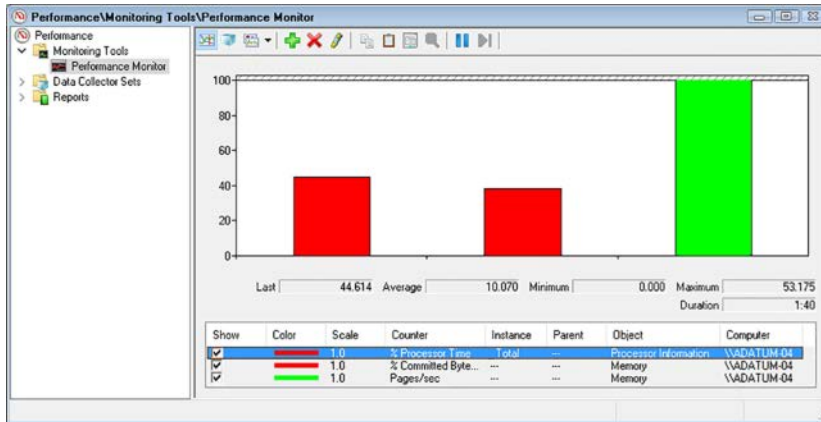 Performance\Monitoring Tools\Performance Monitor
Performance
Monitoring Tools
Performance Monitor
Data Collector Sets
Reports
100
80
60
40
20
0
Last 44.614 Average 10.070 Minimum 0.000 Maximum 53.175
Duration 1:40
Show Color Scale Counter Instance Parent Object Computer
1.0 % Processor Time _Total --- Processor Information \\ADATUM-04
1.0 % Committed Byte... --- --- Memory \\ADATUM-04
1.0 Pages/sec --- --- Memory \\ADATUM-04